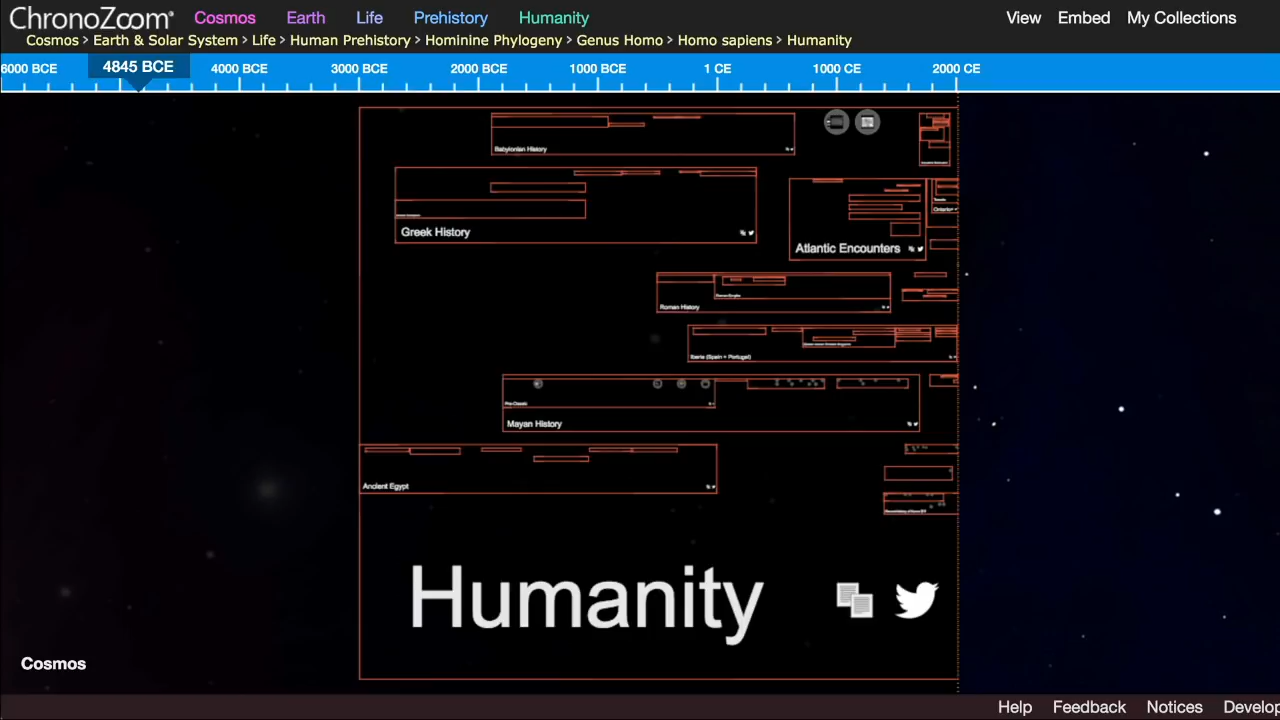 ChronoZoom® Cosmos Earth Life Prehistory Humanity View Embed My Collections
Cosmos > Earth & Solar System > Life > Human Prehistory > Hominine Phylogeny > Genus Homo > Homo sapiens > Humanity
6000 BCE 4845 BCE 4000 BCE 3000 BCE 2000 BCE 1000 BCE 1 CE 1000 CE 2000 CE
Babylonian History
Greek History
Atlantic Encounters
Roman Empire
Roman History
Iberia (Spain + Portugal)
Pre-Classic
Mayan History
Ancient Egypt
Humanity
Cosmos
Help Feedback Notices Develop